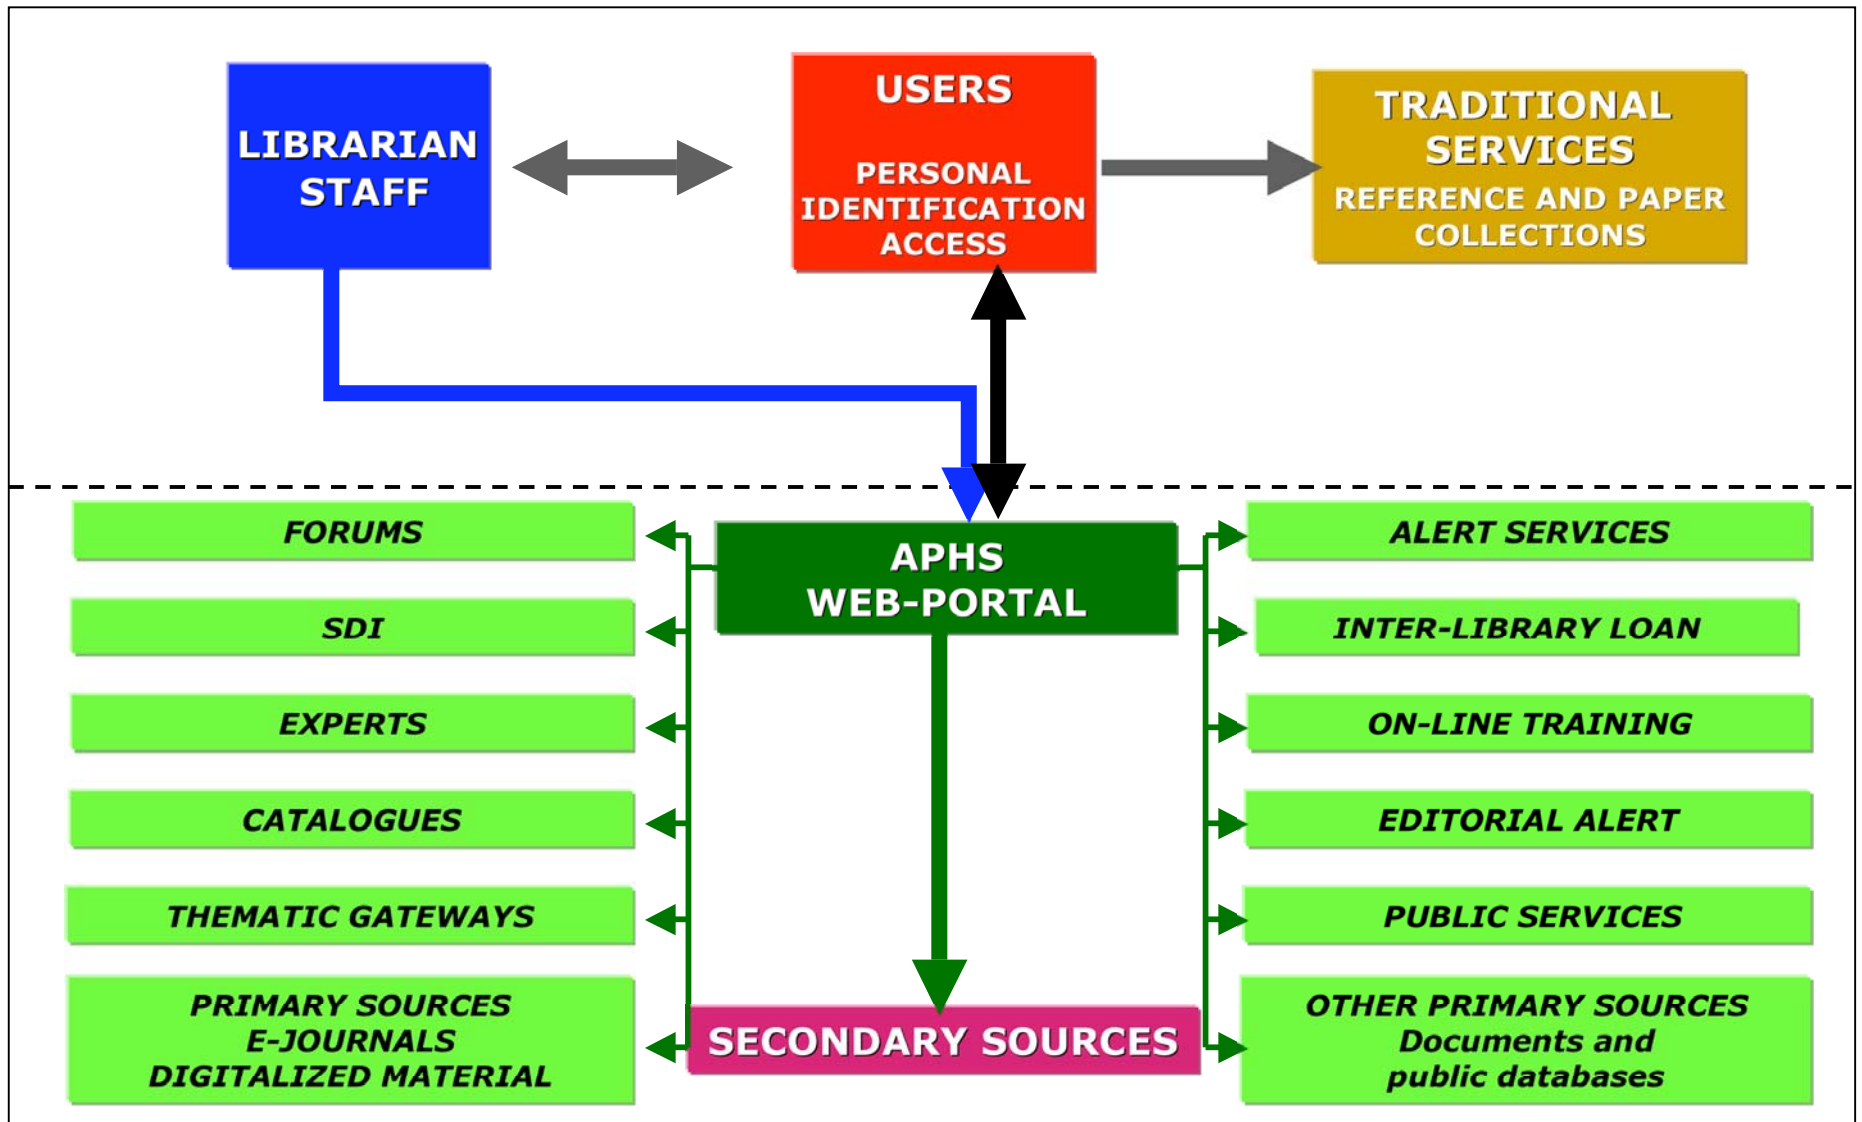 LIBRARIAN
STAFF
USERS
PERSONAL
IDENTIFICATION
ACCESS
TRADITIONAL
SERVICES
REFERENCE AND PAPER
COLLECTIONS
APHS
WEB-PORTAL
FORUMS
SDI
EXPERTS
CATALOGUES
THEMATIC GATEWAYS
PRIMARY SOURCES
E-JOURNALS
DIGITALIZED MATERIAL
SECONDARY SOURCES
ALERT SERVICES
INTER-LIBRARY LOAN
ON-LINE TRAINING
EDITORIAL ALERT
PUBLIC SERVICES
OTHER PRIMARY SOURCES
Documents and
public databases